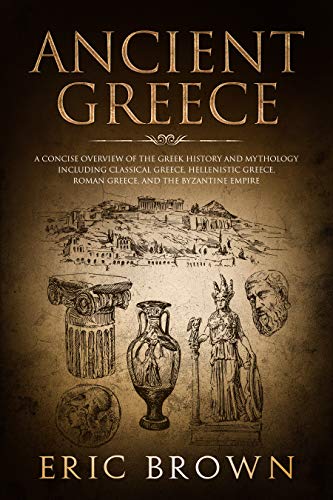 ANCIENT
GREECE
A CONCISE OVERVIEW OF THE GREEK HISTORY AND MYTHOLOGY
INCLUDING CLASSICAL GREECE, HELLENISTIC GREECE,
ROMAN GREECE, AND THE BYZANTINE EMPIRE
ERIC BROWN